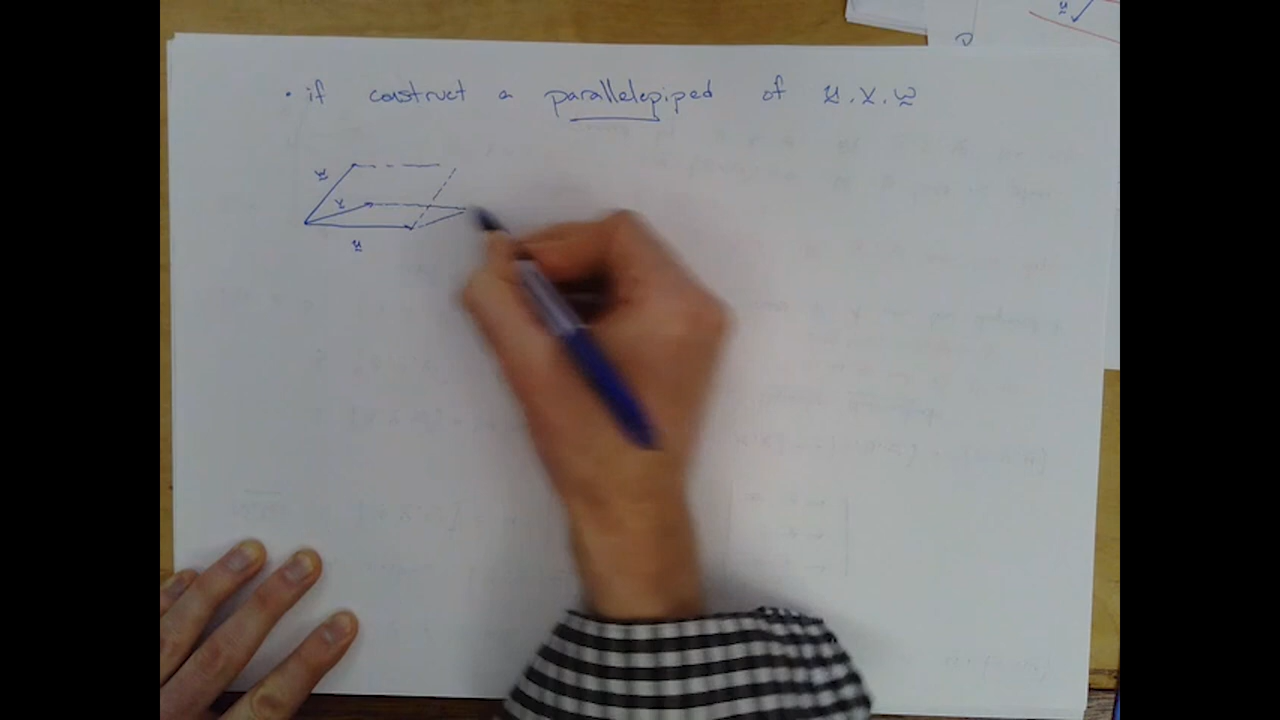 • if construct a parallelepiped of u, v, w
w
v
u